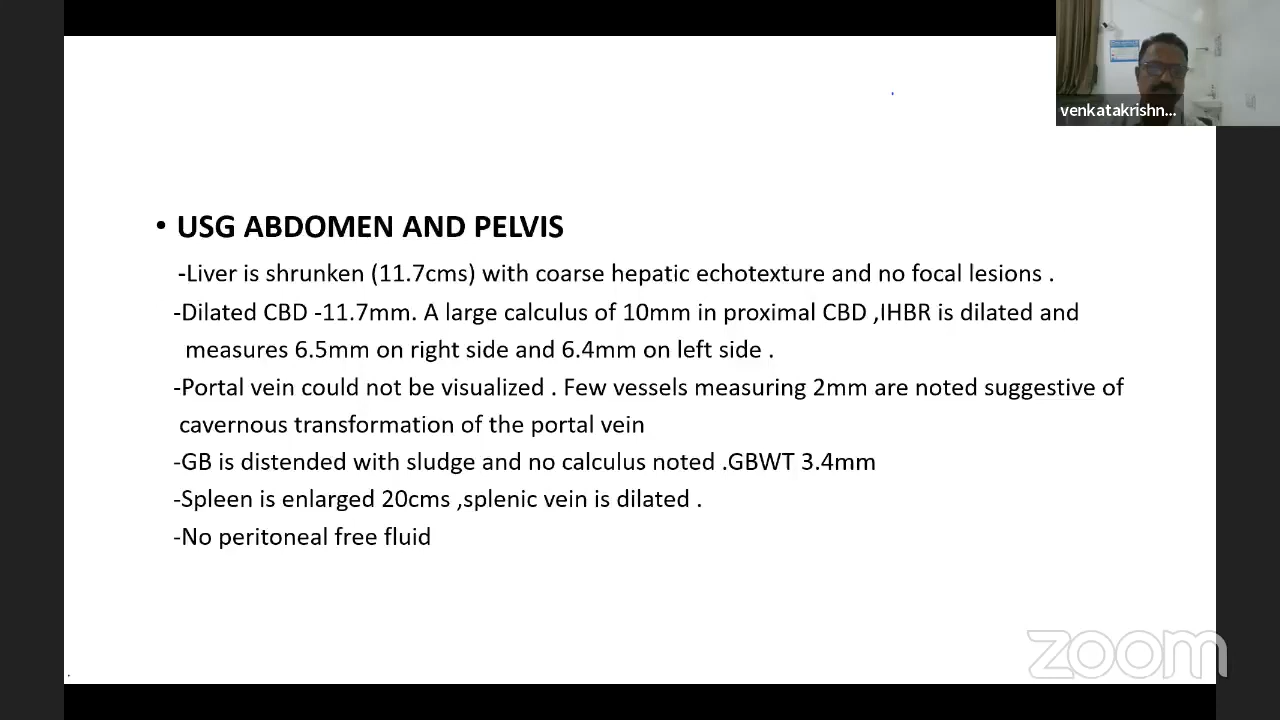 venkatakrishn...
• USG ABDOMEN AND PELVIS
-Liver is shrunken (11.7cms) with coarse hepatic echotexture and no focal lesions .
-Dilated CBD -11.7mm. A large calculus of 10mm in proximal CBD ,IHBR is dilated and
measures 6.5mm on right side and 6.4mm on left side .
-Portal vein could not be visualized . Few vessels measuring 2mm are noted suggestive of
cavernous transformation of the portal vein
-GB is distended with sludge and no calculus noted .GBWT 3.4mm
-Spleen is enlarged 20cms ,splenic vein is dilated .
-No peritoneal free fluid
zoom